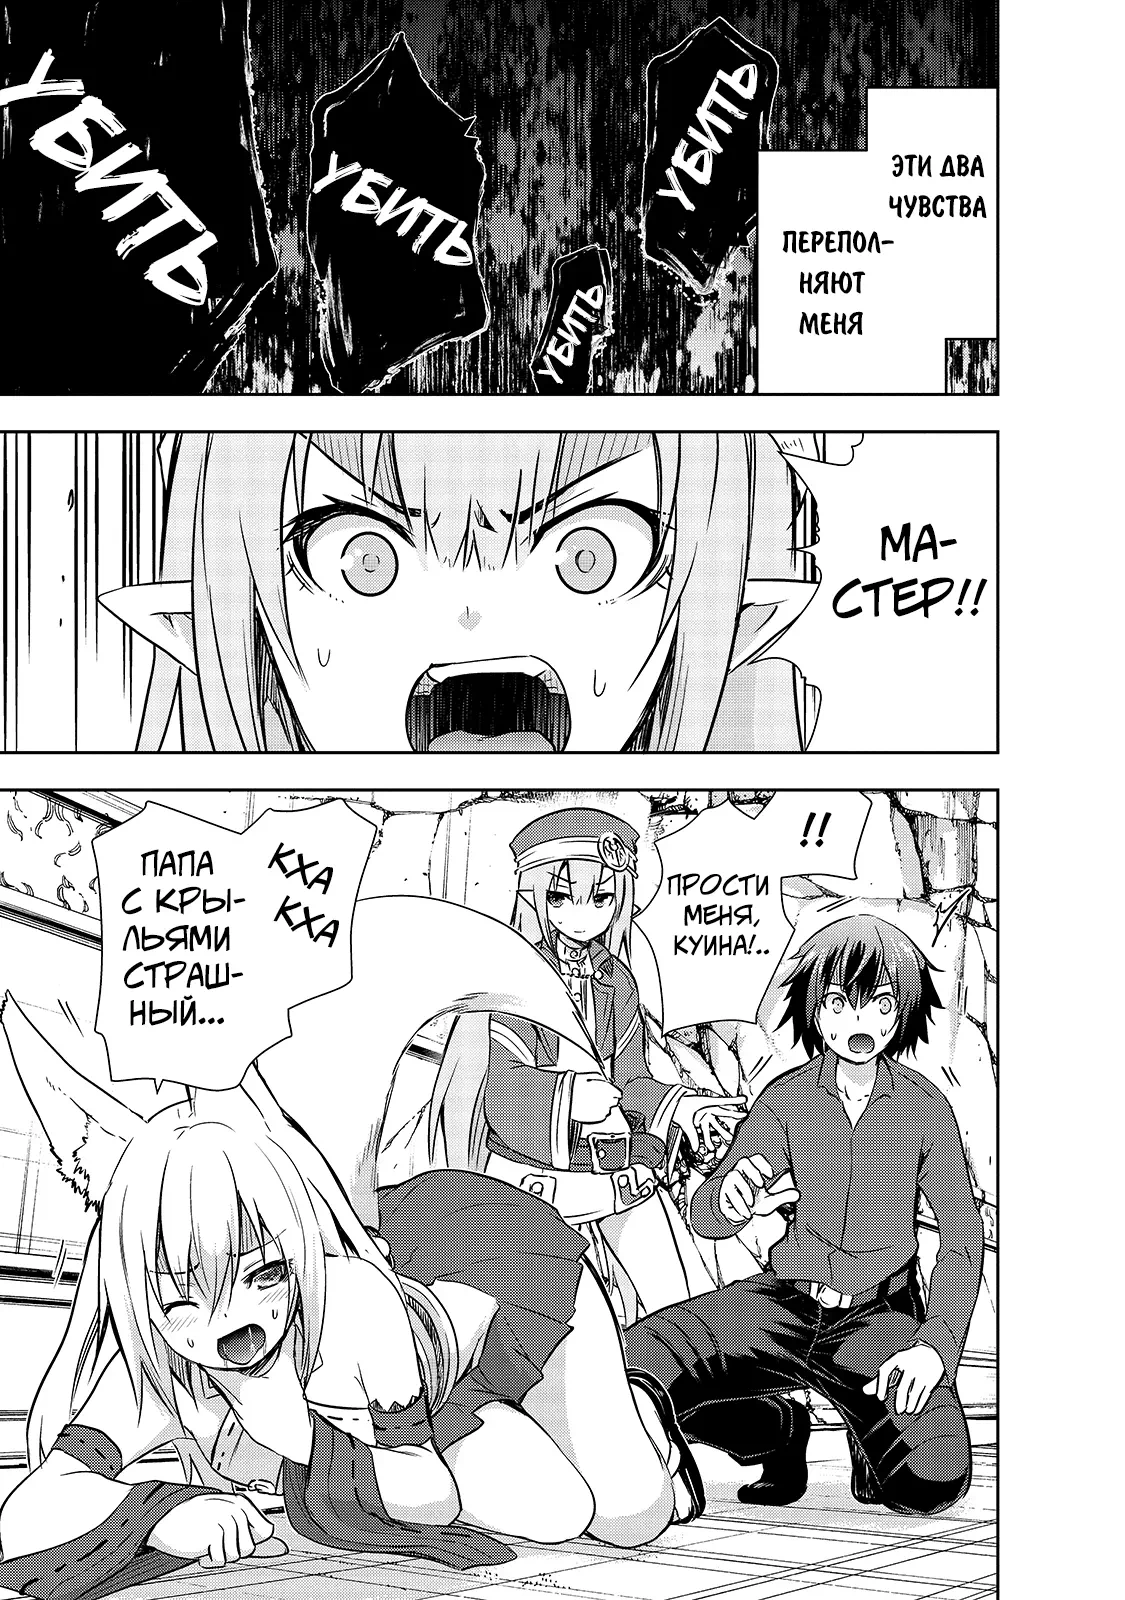 ЭТИ ДВА
ЧУВСТВА
ПЕРЕПОЛ-
НЯЮТ
МЕНЯ
УБИТЬ
УБИТЬ
УБИТЬ
УБИТЬ
МА-
СТЕР!!
!!
ПРОСТИ
МЕНЯ,
КУИНА!..
КХА
КХА
ПАПА
С КРЫ-
ЛЬЯМИ
СТРАШ-
НЫЙ...